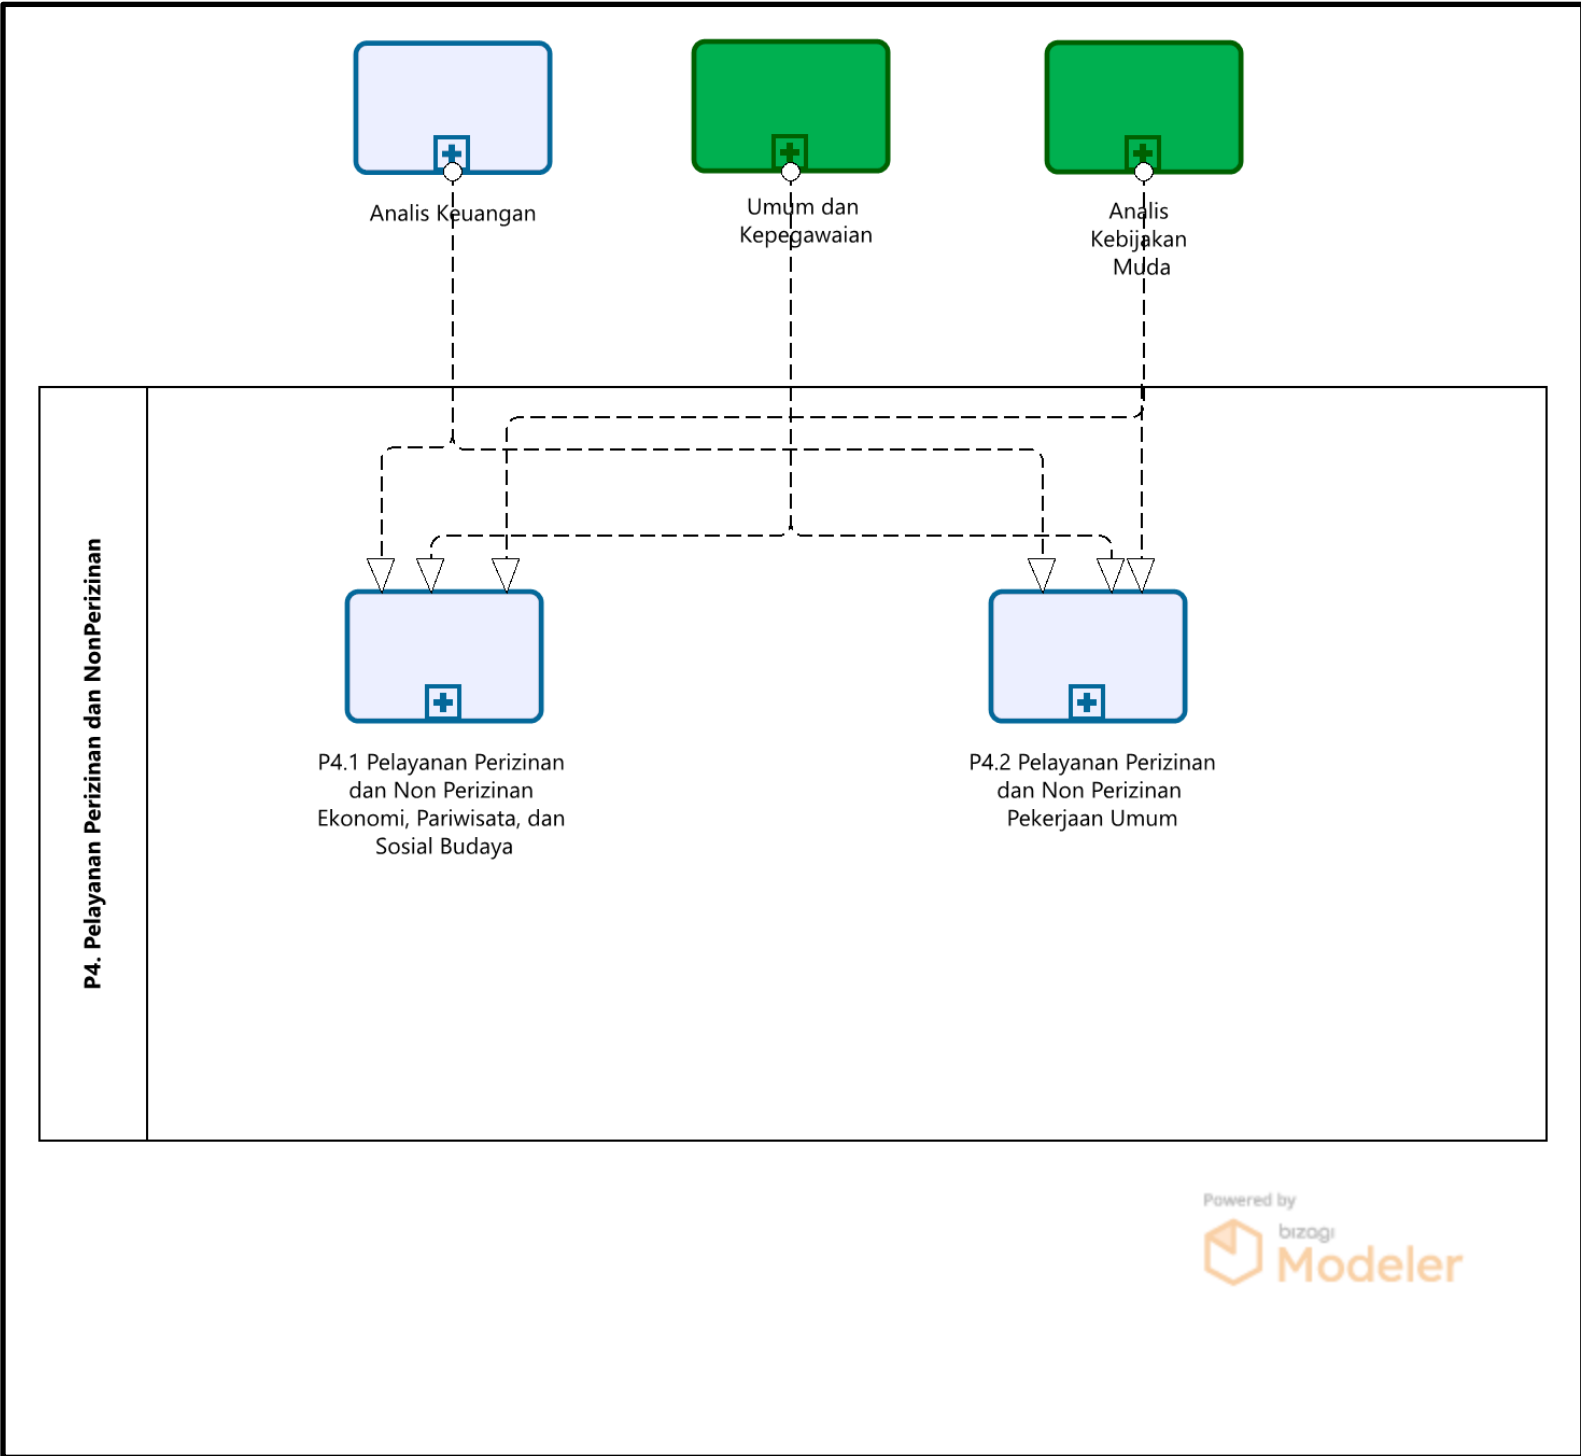 Analis Keuangan
Umum dan
Kepegawaian
Analis
Kebijakan
Muda
P4. Pelayanan Perizinan dan NonPerizinan
P4.1 Pelayanan Perizinan
dan Non Perizinan
Ekonomi, Pariwisata, dan
Sosial Budaya
P4.2 Pelayanan Perizinan
dan Non Perizinan
Pekerjaan Umum
Powered by
bizagi
Modeler